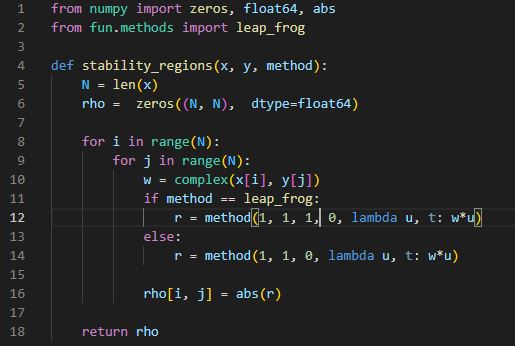 1 from numpy import zeros, float64, abs
2 from fun.methods import leap_frog
3
4 def stability_regions(x, y, method):
5     N = len(x)
6     rho =  zeros((N, N),  dtype=float64)
7
8     for i in range(N):
9         for j in range(N):
10             w = complex(x[i], y[j])
11             if method == leap_frog:
12                 r = method(1, 1, 1, 0, lambda u, t: w*u)
13             else:
14                 r = method(1, 1, 0, lambda u, t: w*u)
15
16             rho[i, j] = abs(r)
17
18     return rho